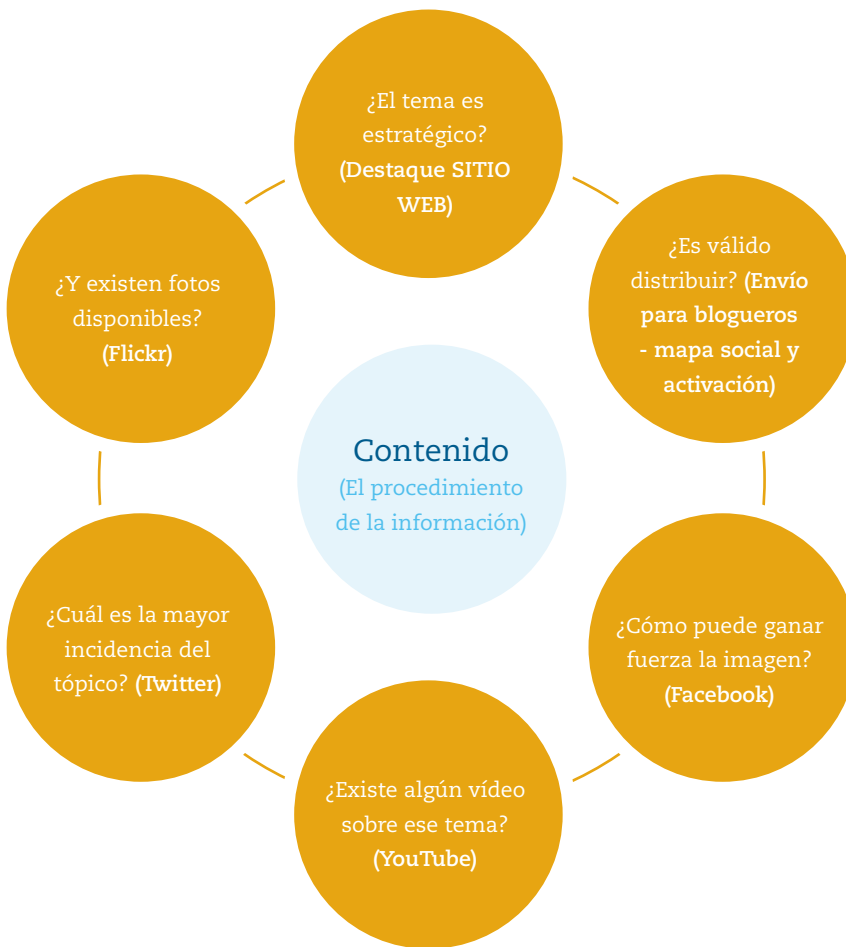 ¿El tema es
estratégico?
(Destaque SITIO
WEB)
¿Es válido
distribuir? (Envío
para blogueros
- mapa social y
activación)
¿Y existen fotos
disponibles?
(Flickr)
Contenido
(El procedimiento
de la información)
¿Cuál es la mayor
incidencia del
tópico? (Twitter)
¿Cómo puede ganar
fuerza la imagen?
(Facebook)
¿Existe algún vídeo
sobre ese tema?
(YouTube)